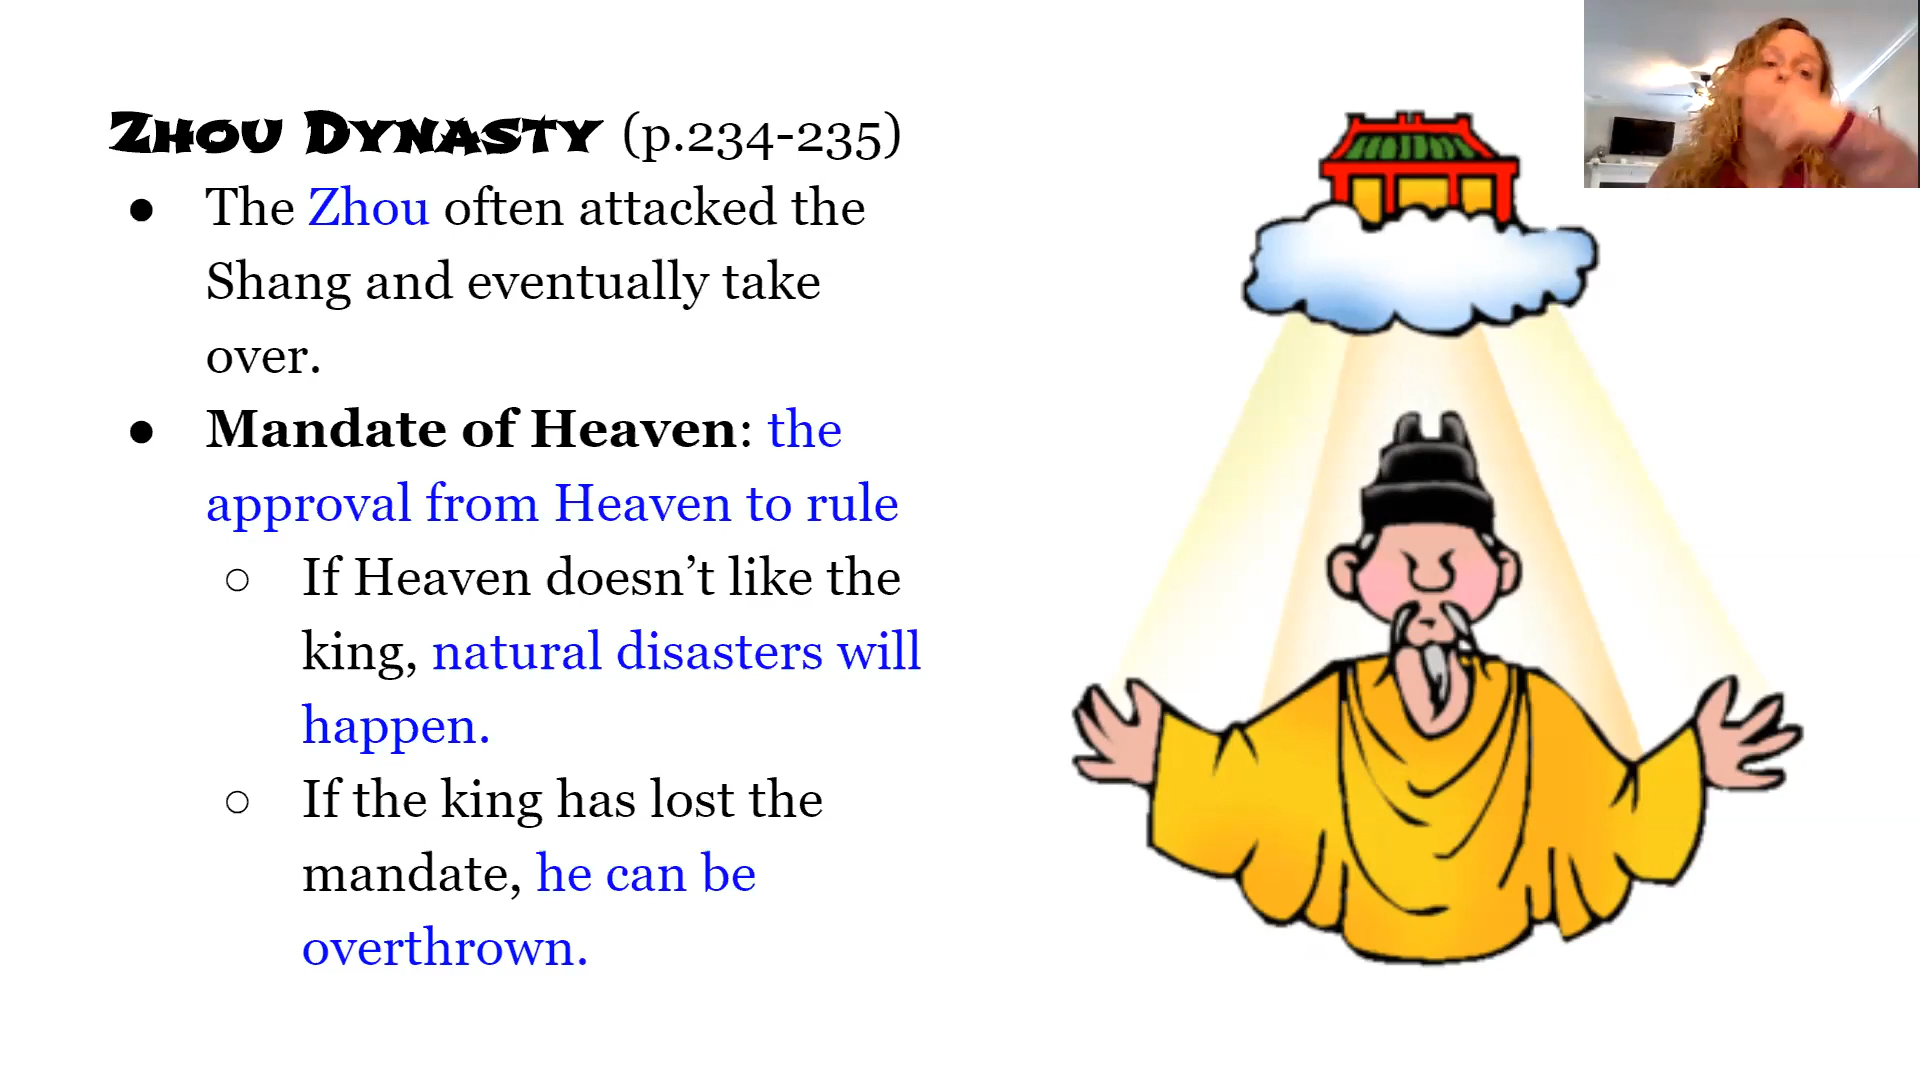 ZHOU DYNASTY (p.234-235)
● The Zhou often attacked the
Shang and eventually take
over.
● Mandate of Heaven: the
approval from Heaven to rule
○ If Heaven doesn’t like the
king, natural disasters will
happen.
○ If the king has lost the
mandate, he can be
overthrown.